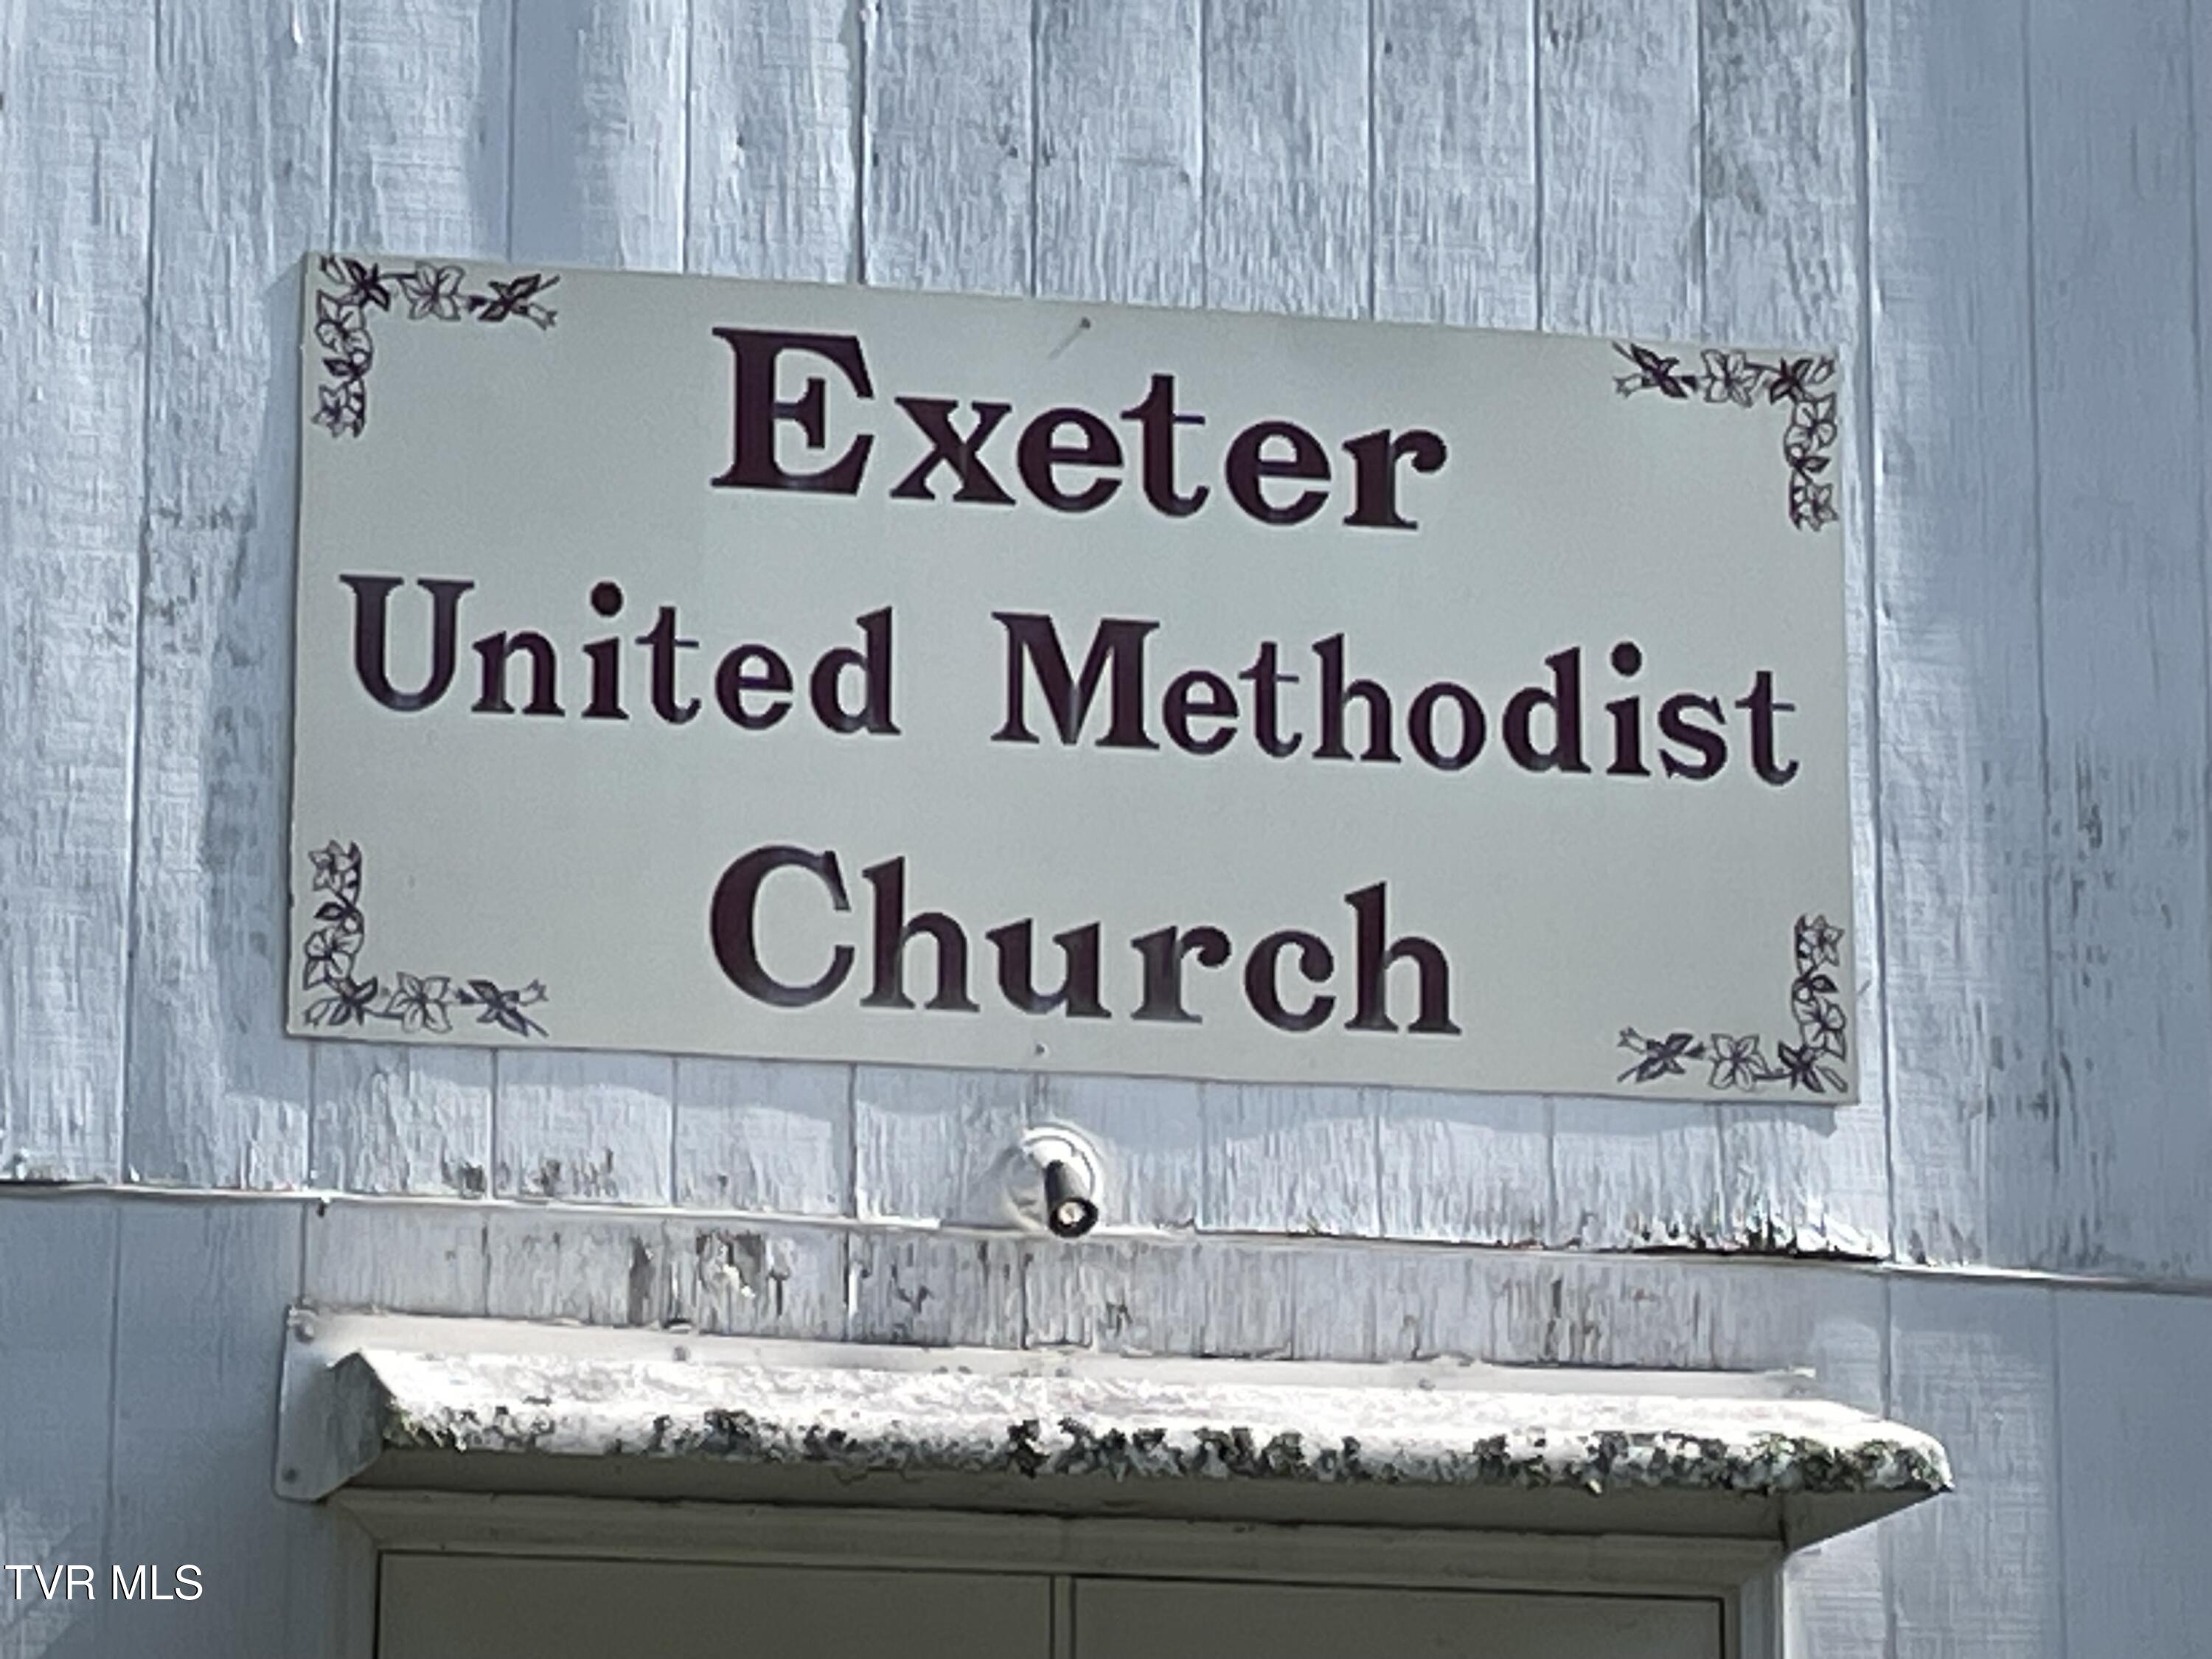 Exeter
United Methodist
Church
TVR MLS